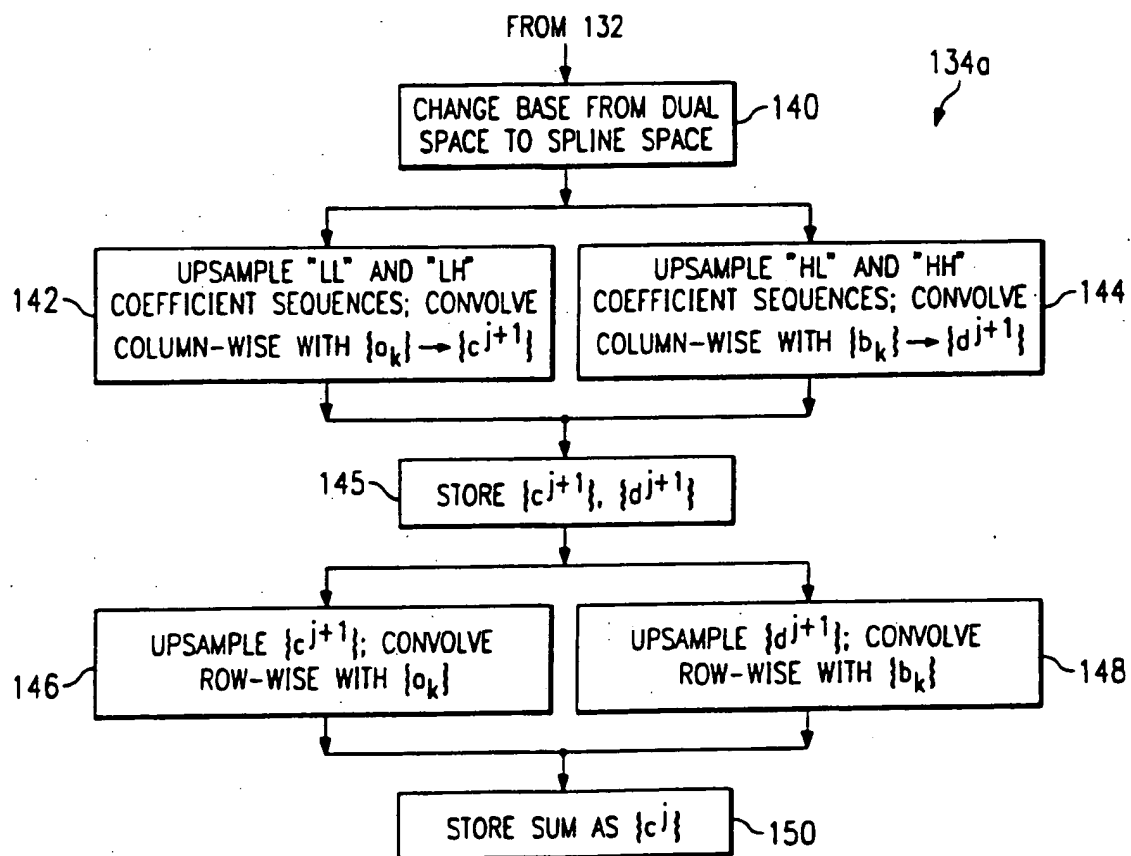 FROM 132
134a
CHANGE BASE FROM DUAL
SPACE TO SPLINE SPACE
140
UPSAMPLE "LL" AND "LH"
COEFFICIENT SEQUENCES; CONVOLVE
COLUMN-WISE WITH {a_k} → {c^{j+1}}
142
UPSAMPLE "HL" AND "HH"
COEFFICIENT SEQUENCES; CONVOLVE
COLUMN-WISE WITH {b_k} → {d^{j+1}}
144
145
STORE {c^{j+1}}, {d^{j+1}}
UPSAMPLE {c^{j+1}}; CONVOLVE
ROW-WISE WITH {a_k}
146
UPSAMPLE {d^{j+1}}; CONVOLVE
ROW-WISE WITH {b_k}
148
STORE SUM AS {c^j}
150